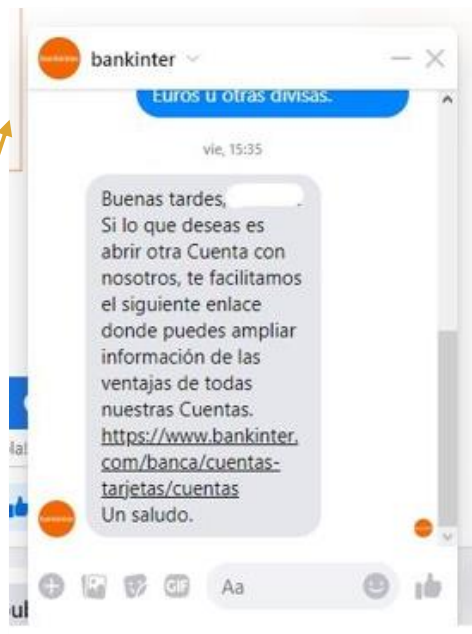 bankinter
Euros u otras divisas.
vie, 15:35
Buenas tardes, .
Si lo que deseas es
abrir otra Cuenta con
nosotros, te facilitamos
el siguiente enlace
donde puedes ampliar
información de las
ventajas de todas
nuestras Cuentas.
https://www.bankinter.
com/banca/cuentas-
tarjetas/cuentas
Un saludo.
GIF
Aa